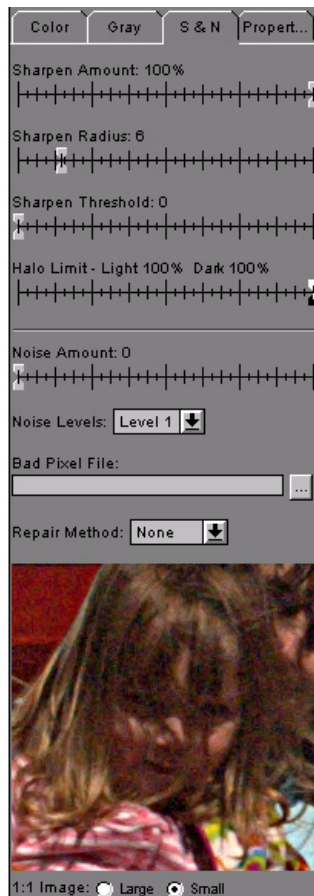 Color Gray S & N Propert...
Sharpen Amount: 100%
Sharpen Radius: 6
Sharpen Threshold: 0
Halo Limit - Light 100% Dark 100%
Noise Amount: 0
Noise Levels: Level 1
Bad Pixel File:
...
Repair Method: None
1:1 Image: Large Small